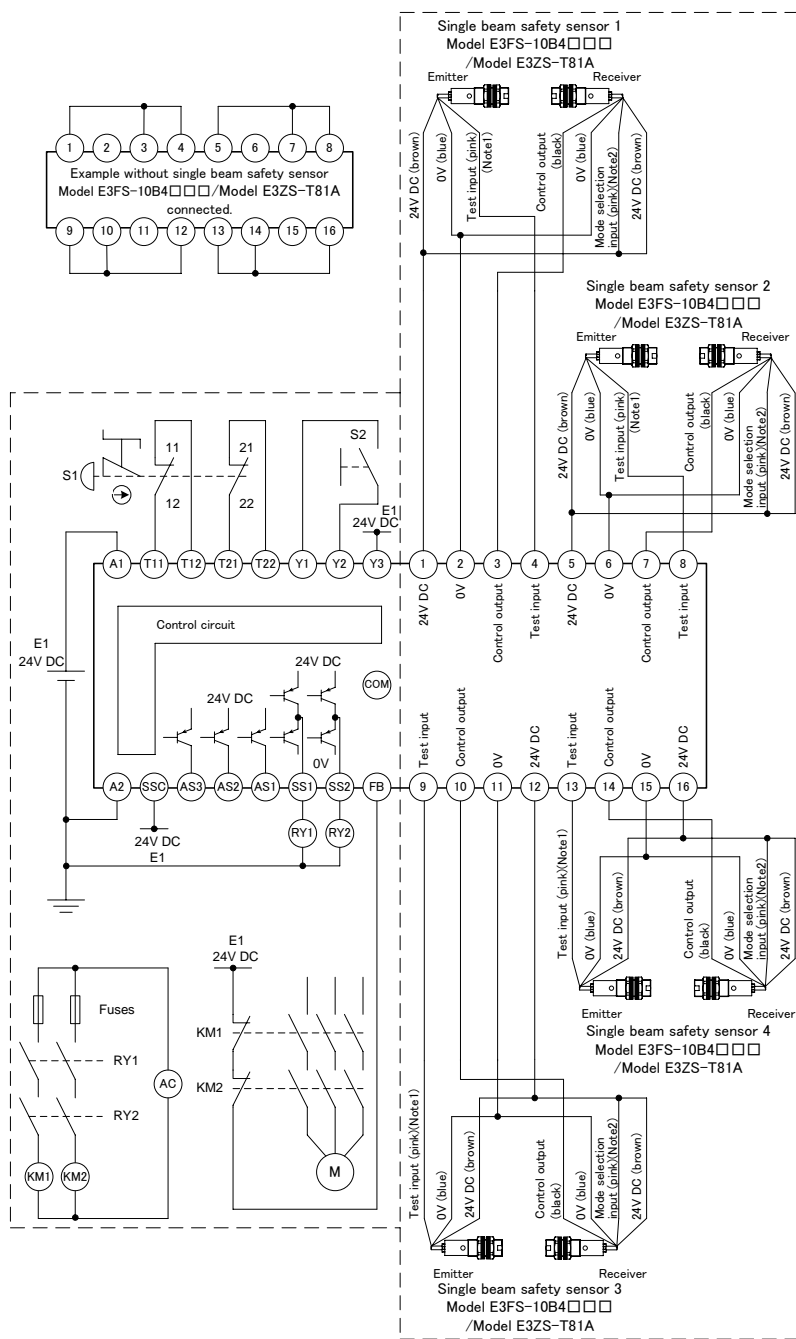 Single beam safety sensor 1
Model E3FS-10B4□□□
/Model E3ZS-T81A
Emitter
Receiver
24V DC (brown)
0V (blue)
Test input (pink)
(Note1)
Control output
(black)
0V (blue)
Mode selection
input (pink)(Note2)
24V DC (brown)
1
2
3
4
5
6
7
8
Example without single beam safety sensor
Model E3FS-10B4□□□/Model E3ZS-T81A
connected.
9
10
11
12
13
14
15
16
Single beam safety sensor 2
Model E3FS-10B4□□□
/Model E3ZS-T81A
Emitter
Receiver
24V DC (brown)
0V (blue)
Test input (pink)
(Note1)
Control output
(black)
0V (blue)
Mode selection
input (pink)(Note2)
24V DC (brown)
S1
11
12
21
22
S2
E1
24V DC
A1
T11
T12
T21
T22
Y1
Y2
Y3
1
2
3
4
5
6
7
8
24V DC
0V
Control output
Test input
24V DC
0V
Control output
Test input
Control circuit
E1
24V DC
24V DC
24V DC
COM
0V
Test input
Control output
0V
24V DC
Test input
Control output
0V
24V DC
A2
SSC
AS3
AS2
AS1
SS1
SS2
FB
9
10
11
12
13
14
15
16
24V DC
E1
RY1
RY2
Test input (pink)(Note1)
0V (blue)
24V DC (brown)
Control output
(black)
0V (blue)
Mode selection
input (pink)(Note2)
24V DC (brown)
Emitter
Receiver
Single beam safety sensor 4
Model E3FS-10B4□□□
/Model E3ZS-T81A
E1
24V DC
Fuses
RY1
RY2
AC
KM1
KM2
KM1
KM2
M
Test input (pink)(Note1)
0V (blue)
24V DC (brown)
Control output
(black)
0V (blue)
Mode selection
input (pink)(Note2)
24V DC (brown)
Emitter
Receiver
Single beam safety sensor 3
Model E3FS-10B4□□□
/Model E3ZS-T81A